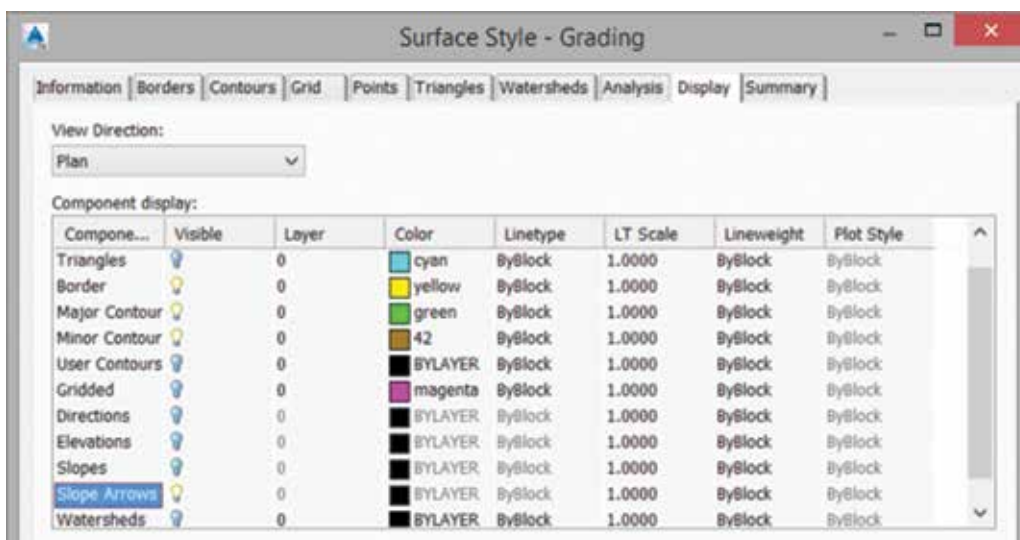 Surface Style - Grading
Information Borders Contours Grid Points Triangles Watersheds Analysis Display Summary
View Direction:
Plan
Component display:
Compone... Visible Layer Color Linetype LT Scale Lineweight Plot Style
Triangles 0 cyan ByBlock 1.0000 ByBlock ByBlock
Border 0 yellow ByBlock 1.0000 ByBlock ByBlock
Major Contour 0 green ByBlock 1.0000 ByBlock ByBlock
Minor Contour 0 42 ByBlock 1.0000 ByBlock ByBlock
User Contours 0 BYLAYER ByBlock 1.0000 ByBlock ByBlock
Gridded 0 magenta ByBlock 1.0000 ByBlock ByBlock
Directions 0 BYLAYER ByBlock 1.0000 ByBlock ByBlock
Elevations 0 BYLAYER ByBlock 1.0000 ByBlock ByBlock
Slopes 0 BYLAYER ByBlock 1.0000 ByBlock ByBlock
Slope Arrows 0 BYLAYER ByBlock 1.0000 ByBlock ByBlock
Watersheds 0 BYLAYER ByBlock 1.0000 ByBlock ByBlock